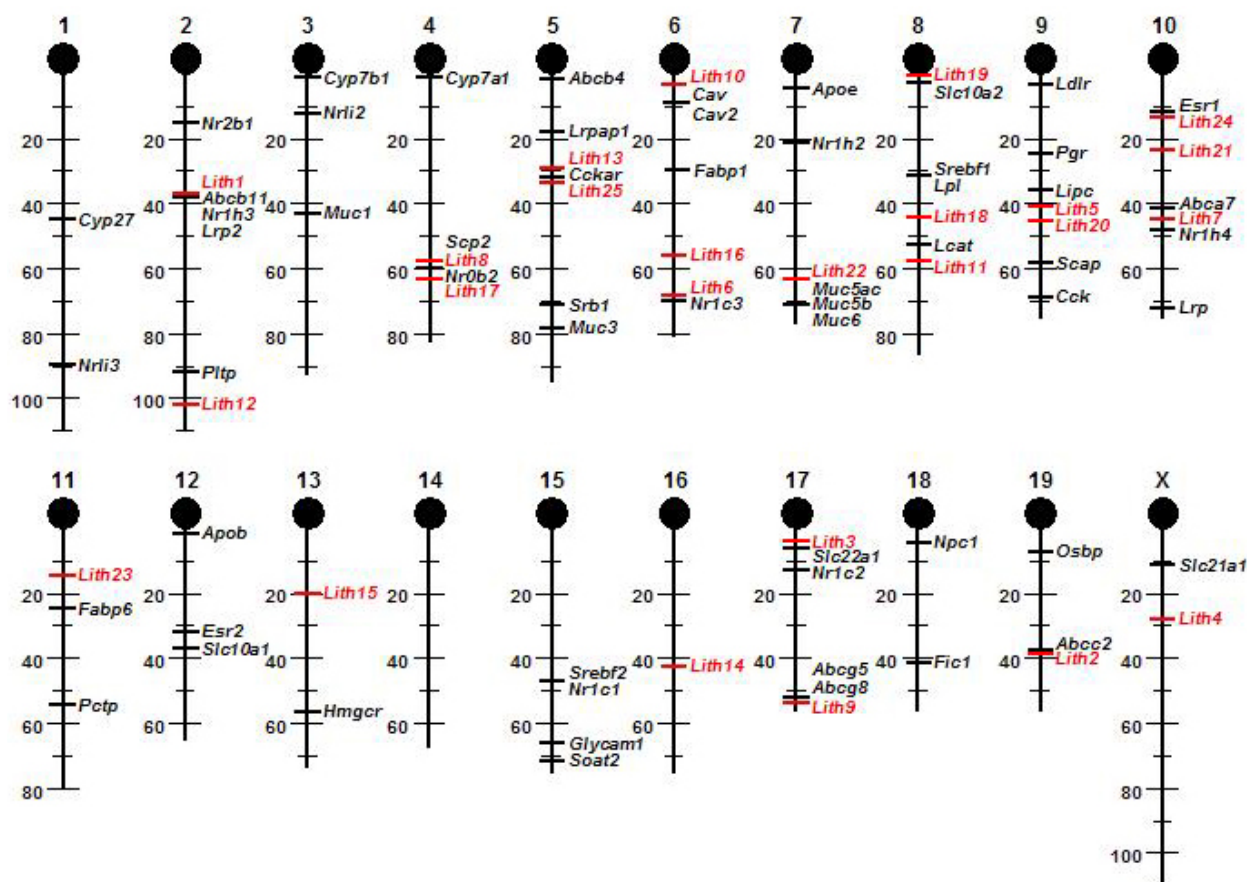 1 2 3 4 5 6 7 8 9 10
Cyp27
Nrli3
20
40
60
80
100
Nr2b1
Lith1
Abcb11
Nr1h3
Lrp2
Pltp
Lith12
20
40
60
80
100
Cyp7b1
Nrli2
Muc1
20
40
60
80
Cyp7a1
Scp2
Lith8
Nr0b2
Lith17
20
40
60
80
Abcb4
Lrpap1
Lith13
Cckar
Lith25
Srb1
Muc3
20
40
60
80
Lith10
Cav
Cav2
Fabp1
Lith16
Lith6
Nr1c3
20
40
60
80
Apoe
Nr1h2
Lith22
Muc5ac
Muc5b
Muc6
20
40
60
Lith19
Slc10a2
Srebf1
Lpl
Lith18
Lcat
Lith11
20
40
60
80
Ldlr
Pgr
Lipc
Lith5
Lith20
Scap
Cck
20
40
60
Esr1
Lith24
Lith21
Abca7
Lith7
Nr1h4
Lrp
20
40
60
11 12 13 14 15 16 17 18 19 X
Lith23
Fabp6
Pctp
20
40
60
80
Apob
Esr2
Slc10a1
20
40
60
Lith15
Hmgcr
20
40
60
20
40
60
Srebf2
Nr1c1
Glycam1
Soat2
20
40
60
Lith14
20
40
60
Lith3
Slc22a1
Nr1c2
Abcg5
Abcg8
Lith9
20
40
Npc1
Fic1
20
40
Osbp
Abcc2
Lith2
20
40
Slc21a1
Lith4
20
40
60
80
100